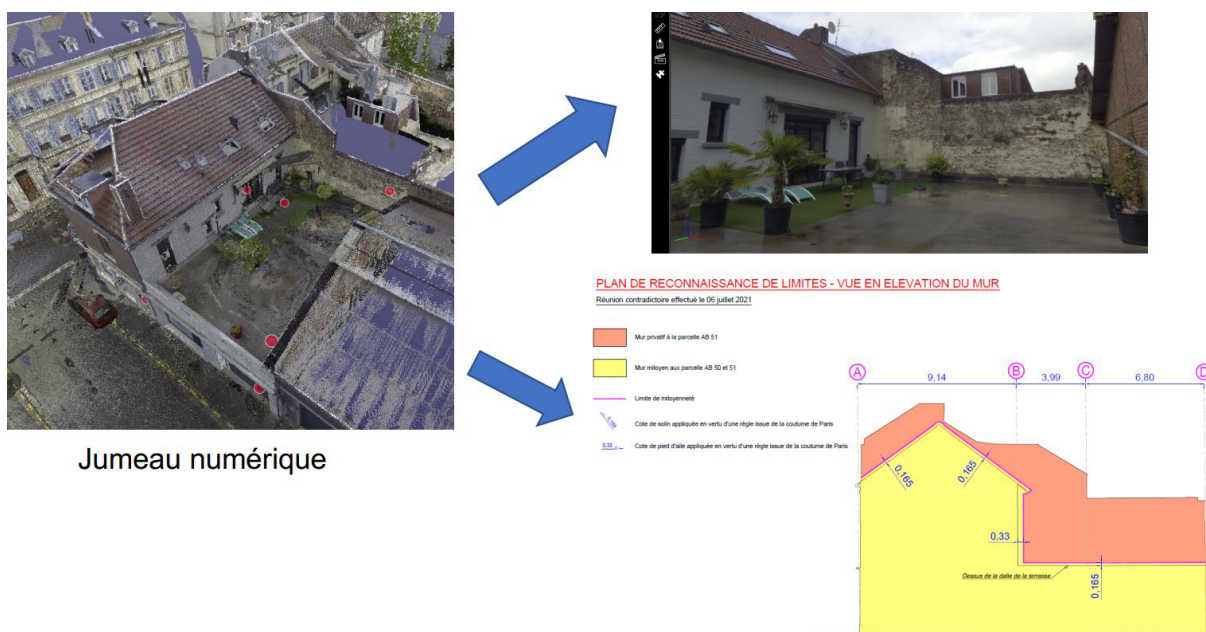 Jumeau numérique
PLAN DE RECONNAISSANCE DE LIMITES - VUE EN ELEVATION DU MUR
Réunion contradictoire effectué le 06 juillet 2021
Mur privatif à la parcelle AB 51
Mur mitoyen aux parcelle AB 50 et 51
Limite de mitoyenneté
0,165
Cote de solin appliquée en vertu d'une règle issue de la coutume de Paris
0,33
Cote de pied d'aile appliquée en vertu d'une règle issue de la coutume de Paris
A
B
C
D
9,14
3,99
6,80
0,165
0,165
0,33
Dessus de la dalle de la terrasse
0,165